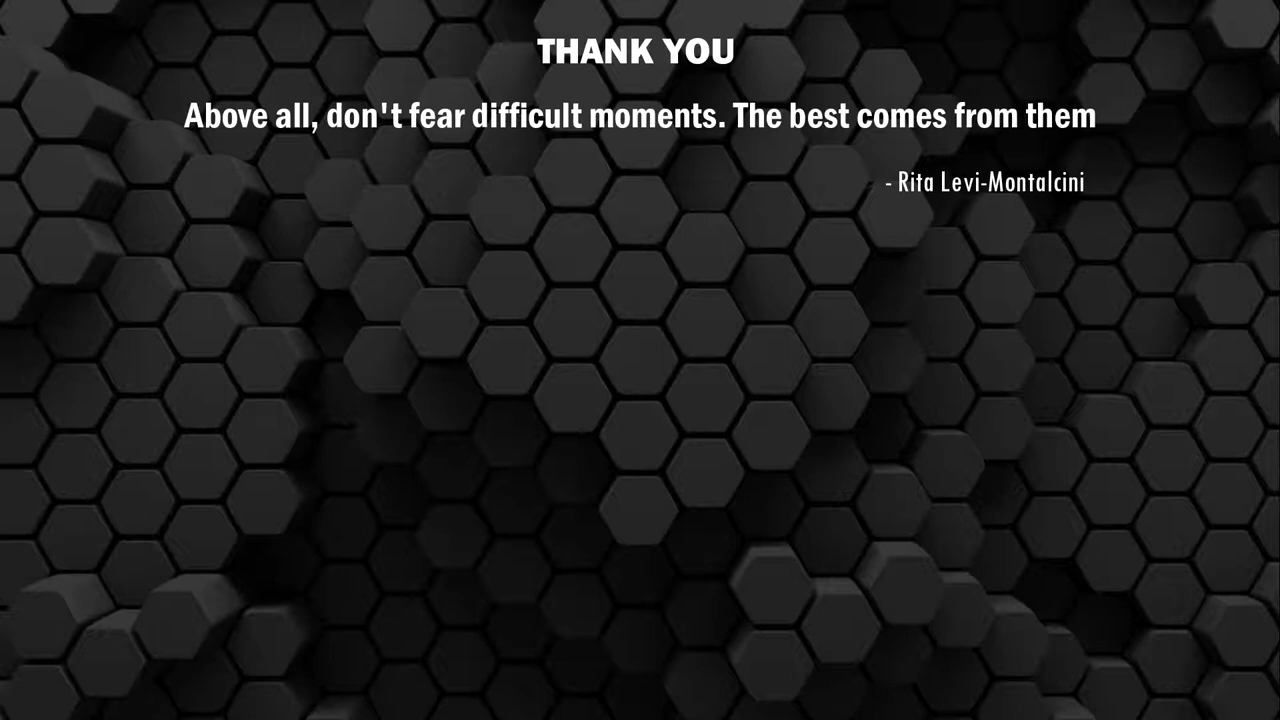 THANK YOU
Above all, don't fear difficult moments. The best comes from them
- Rita Levi-Montalcini